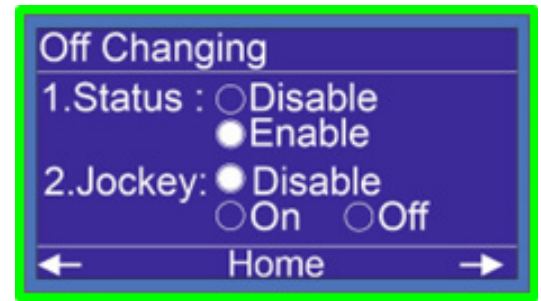 Off Changing
1.Status : ○Disable
●Enable
2.Jockey: ●Disable
○On ○Off
← Home →